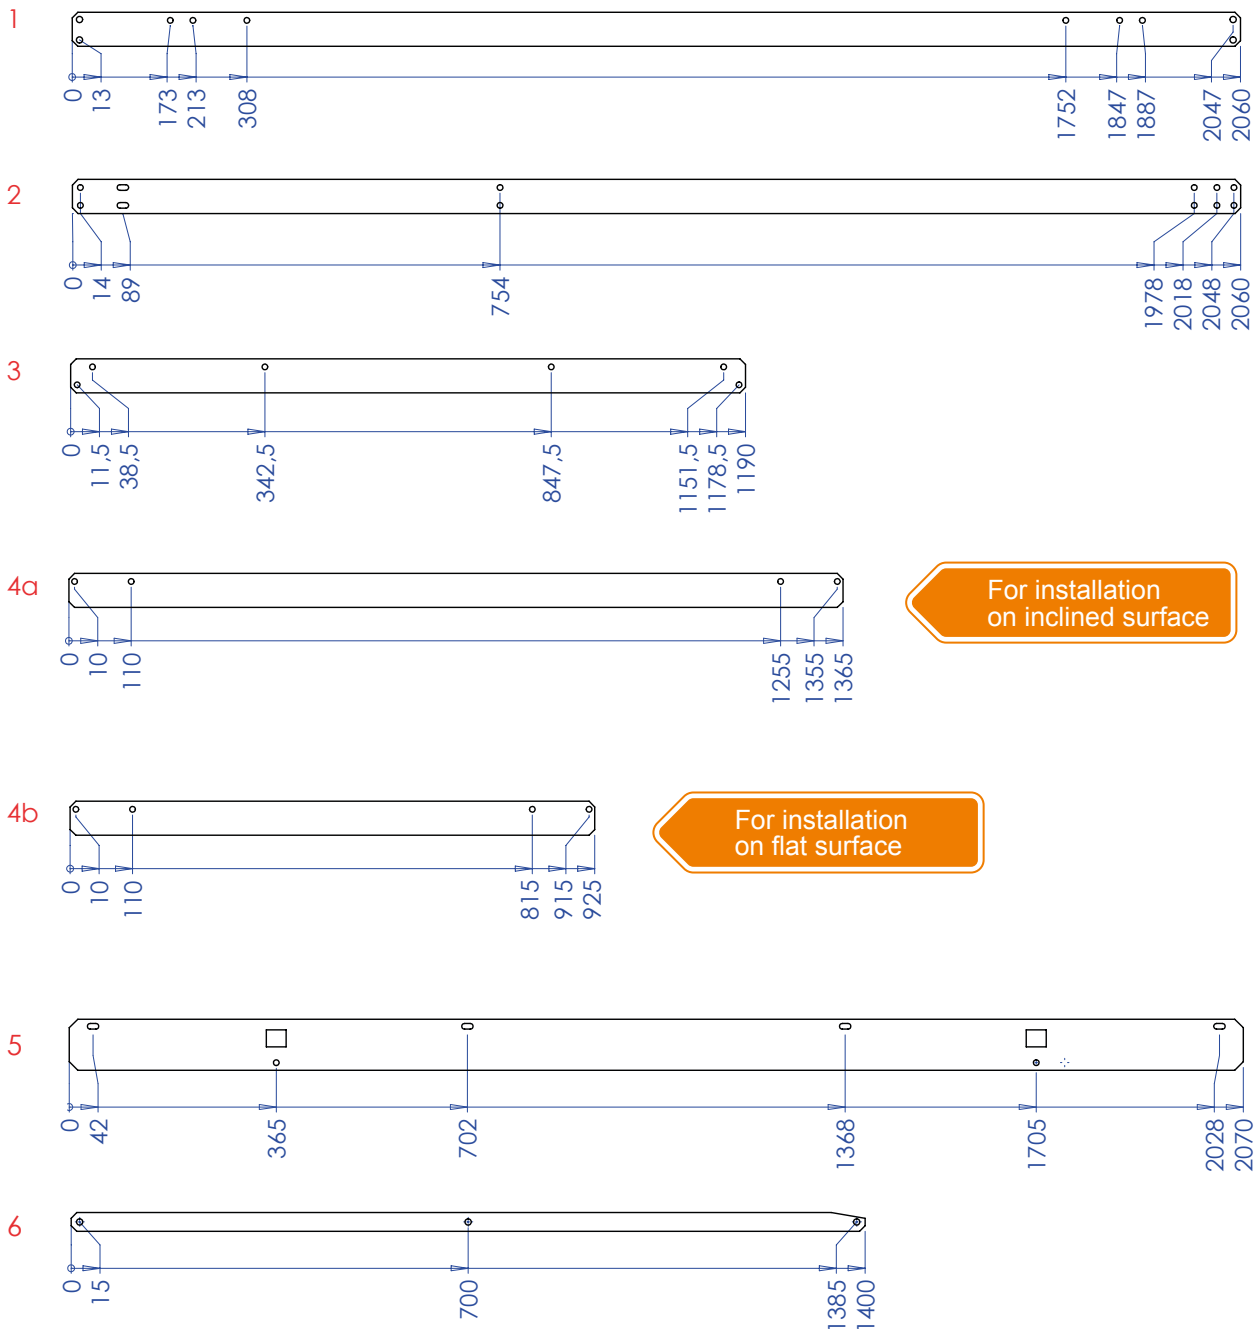 1
0 13 173 213 308 1752 1847 1887 2047 2060
2
0 14 89 754 1978 2018 2048 2060
3
0 11,5 38,5 342,5 847,5 1151,5 1178,5 1190
4a
For installation
on inclined surface
0 10 110 1255 1355 1365
4b
For installation
on flat surface
0 10 110 815 915 925
5
0 42 365 702 1368 1705 2028 2070
6
0 15 700 1385 1400